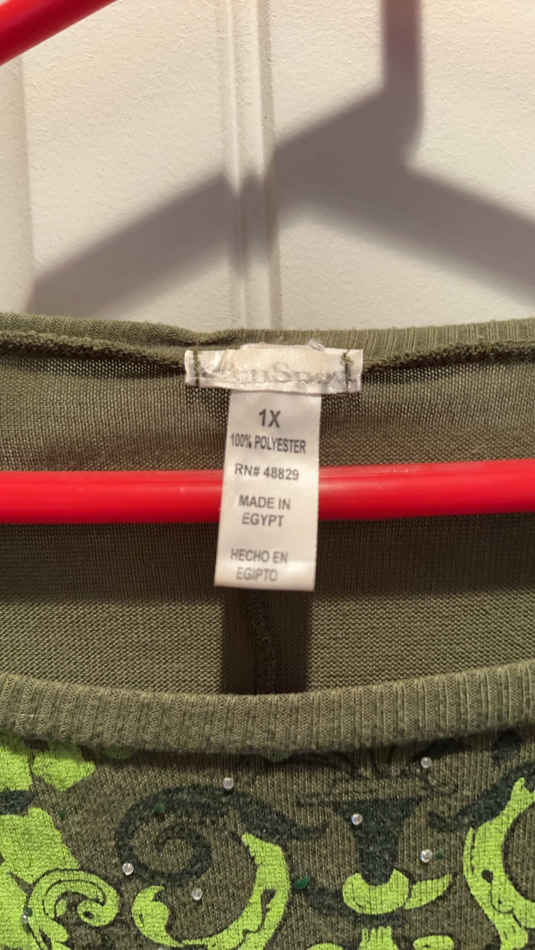 1X
100% POLYESTER
RN# 48829
MADE IN
EGYPT
HECHO EN
EGIPTO